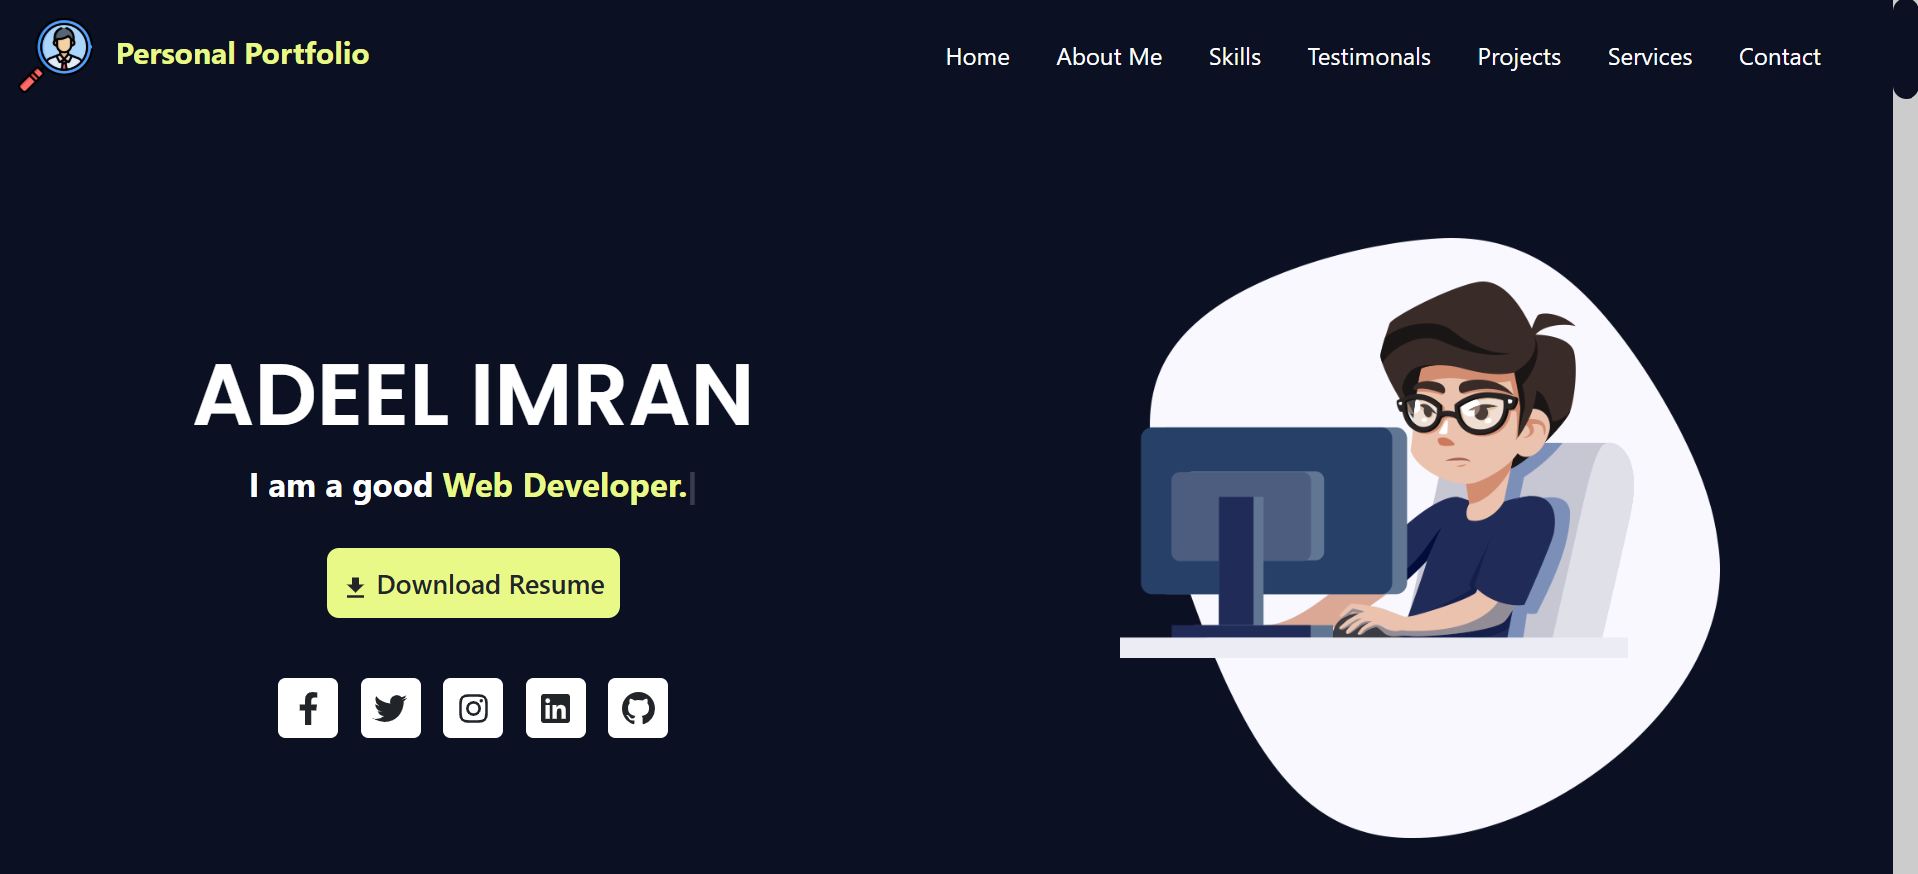 Personal Portfolio
Home About Me Skills Testimonals Projects Services Contact
ADEEL IMRAN
I am a good Web Developer.
Download Resume